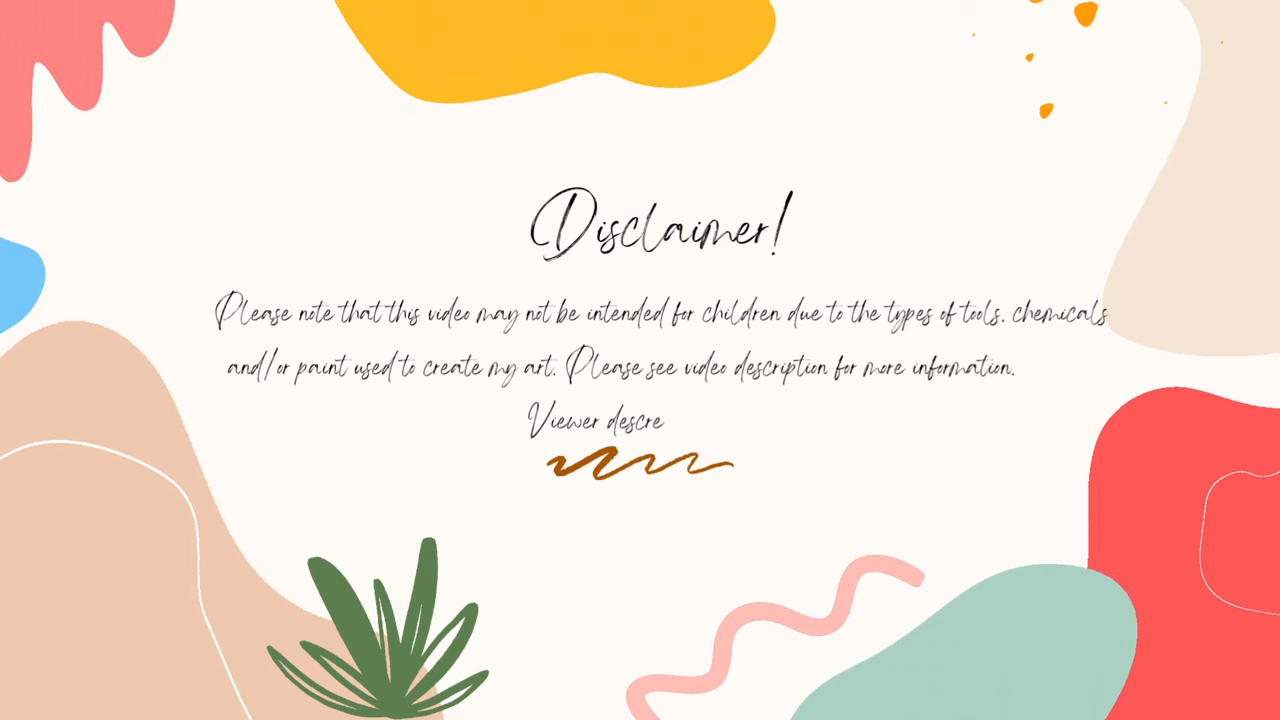 Disclaimer!
Please note that this video may not be intended for children due to the types of tools, chemicals
and/or paint used to create my art. Please see video description for more information.
Viewer descre